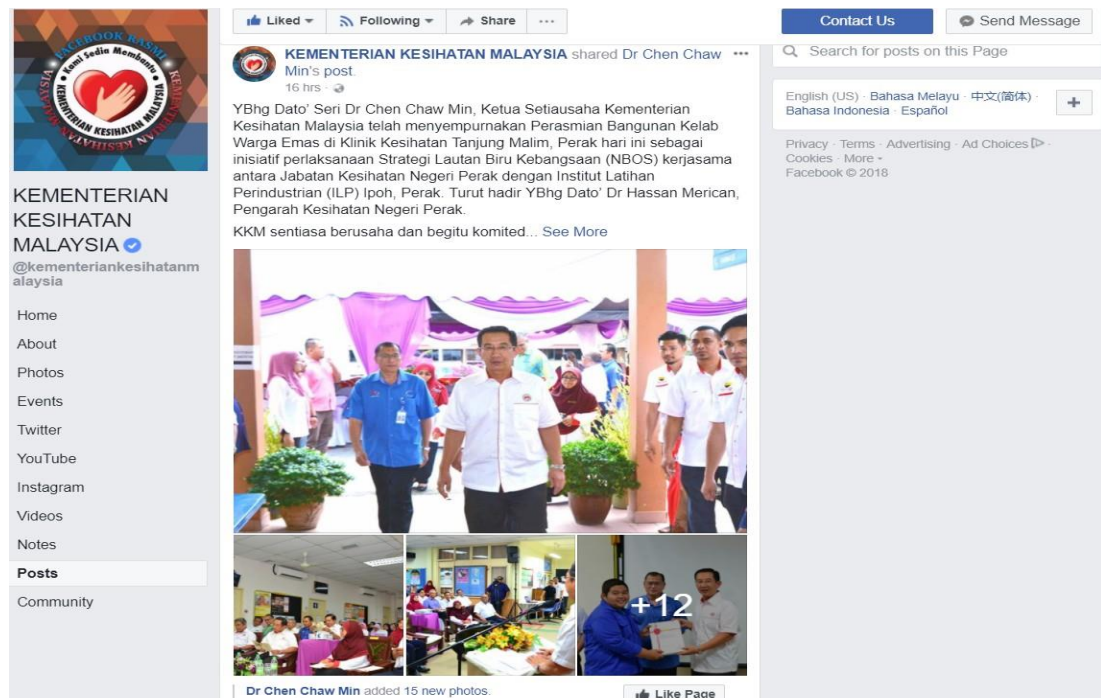 FACEBOOK RASMI
Kami Sedia Membantu
KEMENTERIAN KESIHATAN MALAYSIA
KEMENTERIAN KESIHATAN MALAYSIA
KEMENTERIAN
KESIHATAN
MALAYSIA
@kementeriankesihatanm
alaysia
Home
About
Photos
Events
Twitter
YouTube
Instagram
Videos
Notes
Posts
Community
Liked
Following
Share
KEMENTERIAN KESIHATAN MALAYSIA shared Dr Chen Chaw
Min's post.
16 hrs ·
YBhg Dato' Seri Dr Chen Chaw Min, Ketua Setiausaha Kementerian
Kesihatan Malaysia telah menyempurnakan Perasmian Bangunan Kelab
Warga Emas di Klinik Kesihatan Tanjung Malim, Perak hari ini sebagai
inisiatif perlaksanaan Strategi Lautan Biru Kebangsaan (NBOS) kerjasama
antara Jabatan Kesihatan Negeri Perak dengan Institut Latihan
Perindustrian (ILP) Ipoh, Perak. Turut hadir YBhg Dato' Dr Hassan Merican,
Pengarah Kesihatan Negeri Perak.
KKM sentiasa berusaha dan begitu komited... See More
+12
Dr Chen Chaw Min added 15 new photos.
Like Page
Contact Us
Send Message
Search for posts on this Page
English (US) · Bahasa Melayu · 中文(简体) ·
Bahasa Indonesia · Español
Privacy · Terms · Advertising · Ad Choices ·
Cookies · More
Facebook © 2018